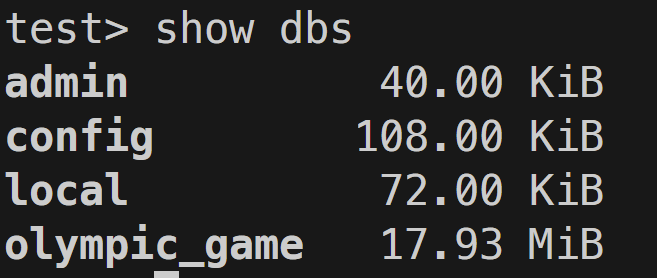 test> show dbs
admin 40.00 KiB
config 108.00 KiB
local 72.00 KiB
olympic_game 17.93 MiB